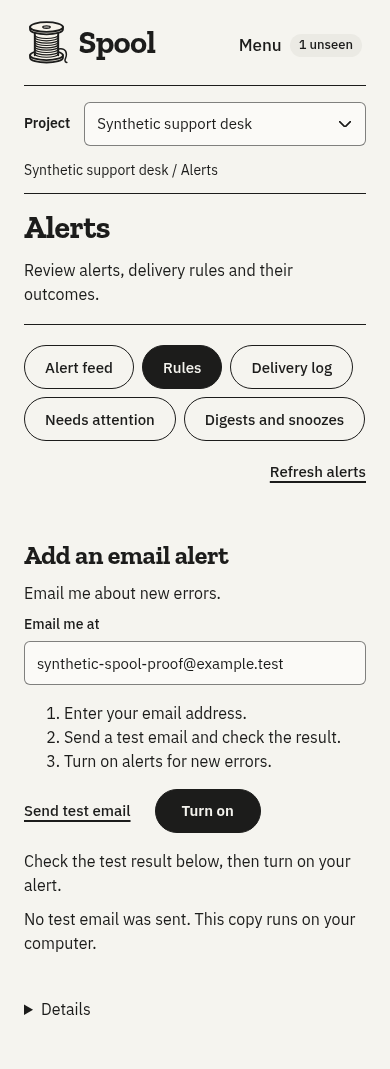 Spool
Menu 1 unseen
Project Synthetic support desk
Synthetic support desk / Alerts
Alerts
Review alerts, delivery rules and their
outcomes.
Alert feed Rules Delivery log
Needs attention Digests and snoozes
Refresh alerts
Add an email alert
Email me about new errors.
Email me at
synthetic-spool-proof@example.test
1. Enter your email address.
2. Send a test email and check the result.
3. Turn on alerts for new errors.
Send test email Turn on
Check the test result below, then turn on your
alert.
No test email was sent. This copy runs on your
computer.
Details